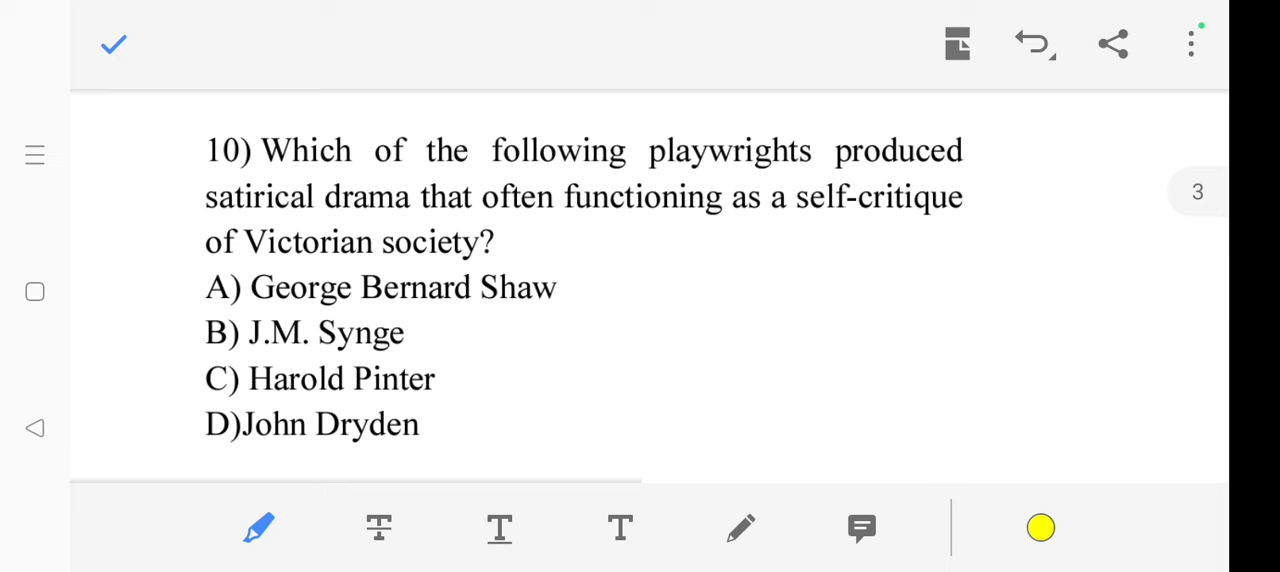 10) Which of the following playwrights produced
satirical drama that often functioning as a self-critique
of Victorian society?
A) George Bernard Shaw
B) J.M. Synge
C) Harold Pinter
D)John Dryden
3
T
T
T